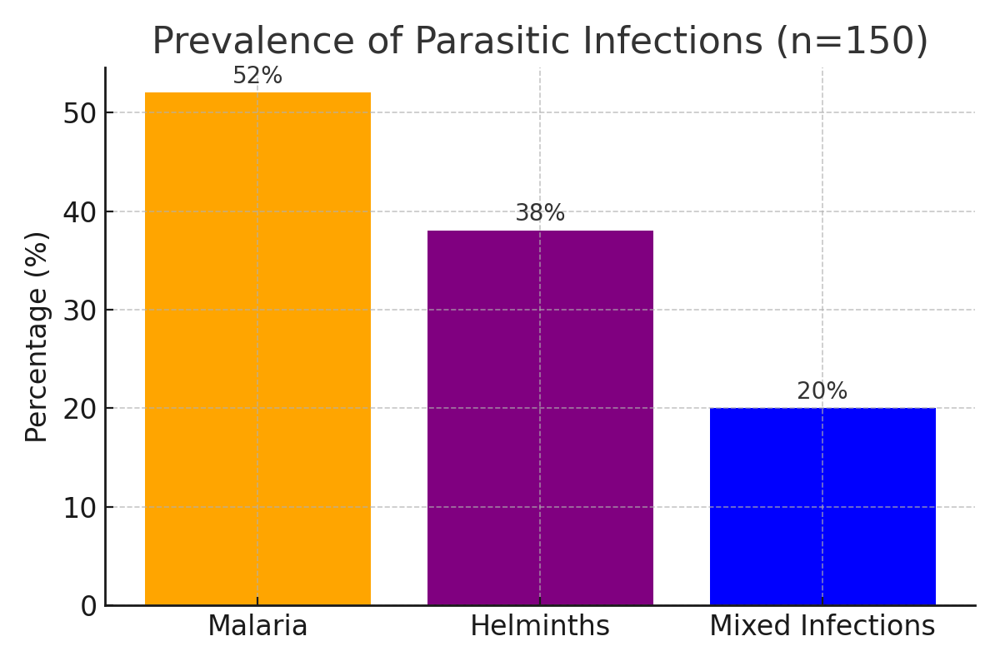 Prevalence of Parasitic Infections (n=150)
52%
38%
20%
Percentage (%)
50
40
30
20
10
0
Malaria
Helminths
Mixed Infections